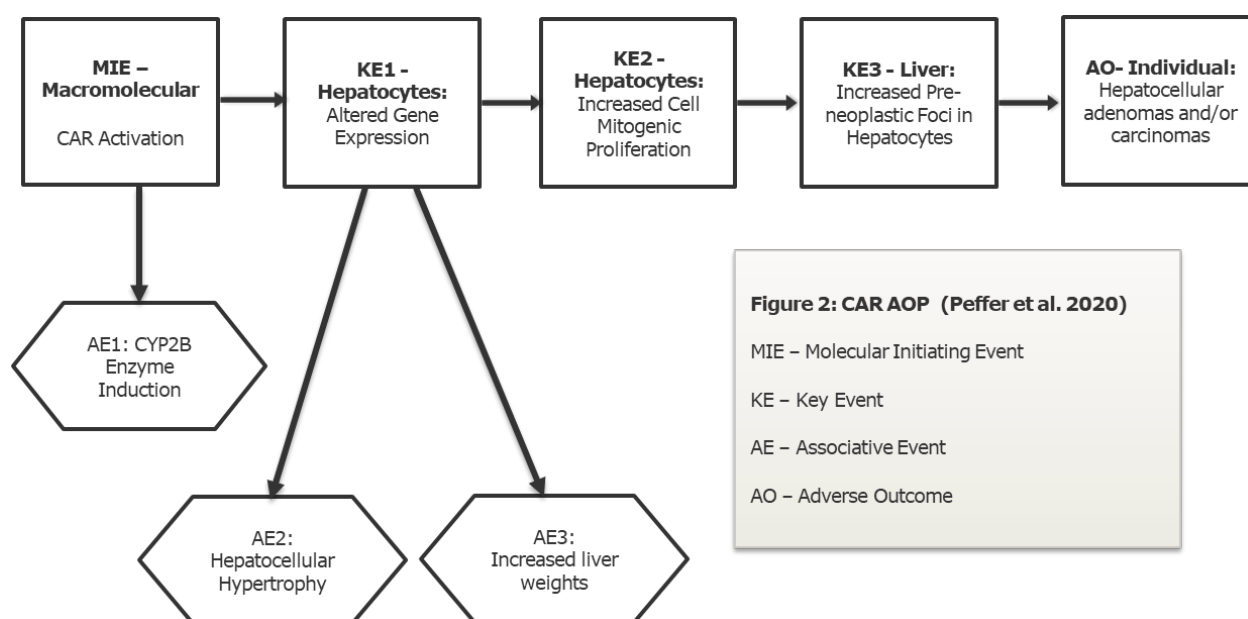 MIE –
Macromolecular
CAR Activation
KE1 -
Hepatocytes:
Altered Gene
Expression
KE2 -
Hepatocytes:
Increased Cell
Mitogenic
Proliferation
KE3 - Liver:
Increased Pre-
neoplastic Foci in
Hepatocytes
AO- Individual:
Hepatocellular
adenomas and/or
carcinomas
AE1: CYP2B
Enzyme
Induction
AE2:
Hepatocellular
Hypertrophy
AE3:
Increased liver
weights
Figure 2: CAR AOP (Peffer et al. 2020)
MIE – Molecular Initiating Event
KE – Key Event
AE – Associative Event
AO – Adverse Outcome